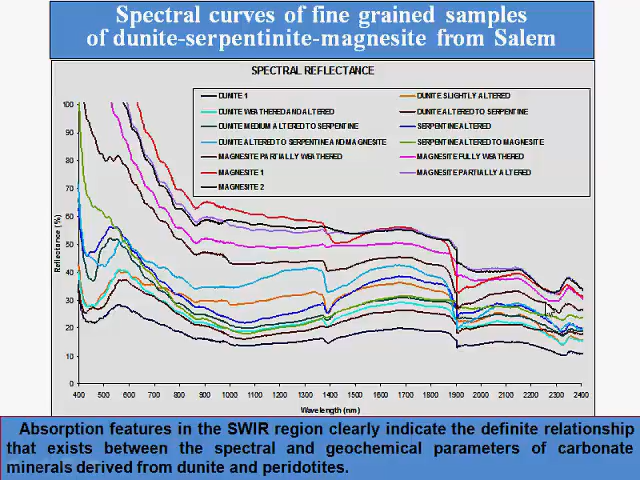 Spectral curves of fine grained samples
of dunite-serpentinite-magnesite from Salem
SPECTRAL REFLECTANCE
DUNITE 1
DUNITE SLIGHTLY ALTERED
DUNITE WEATHERED AND ALTERED
DUNITE ALTERED TO SERPENTINE
DUNITE MEDIUM ALTERED TO SERPENTINE
SERPENTINE ALTERED
DUNITE ALTERED TO SERPENTINE AND MAGNESITE
SERPENTINE ALTERED TO MAGNESITE
MAGNESITE PARTIALLY WEATHERED
MAGNESITE FULLY WEATHERED
MAGNESITE 1
MAGNESITE PARTIALLY ALTERED
MAGNESITE 2
Reflectance (%)
100
90
80
70
60
50
40
30
20
10
0
400 500 600 700 800 900 1000 1100 1200 1300 1400 1500 1600 1700 1800 1900 2000 2100 2200 2300 2400
Wavelength (nm)
Absorption features in the SWIR region clearly indicate the definite relationship
that exists between the spectral and geochemical parameters of carbonate
minerals derived from dunite and peridotites.